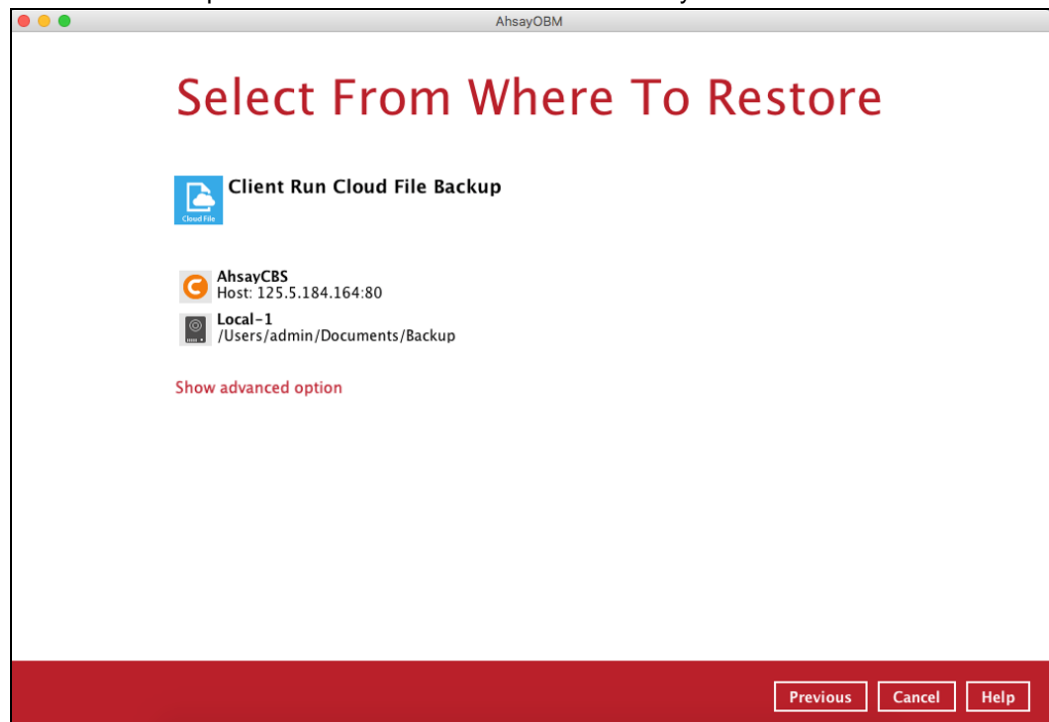 AhsayOBM
Select From Where To Restore
Client Run Cloud File Backup
Cloud File
AhsayCBS
Host: 125.5.184.164:80
Local-1
/Users/admin/Documents/Backup
Show advanced option
Previous Cancel Help